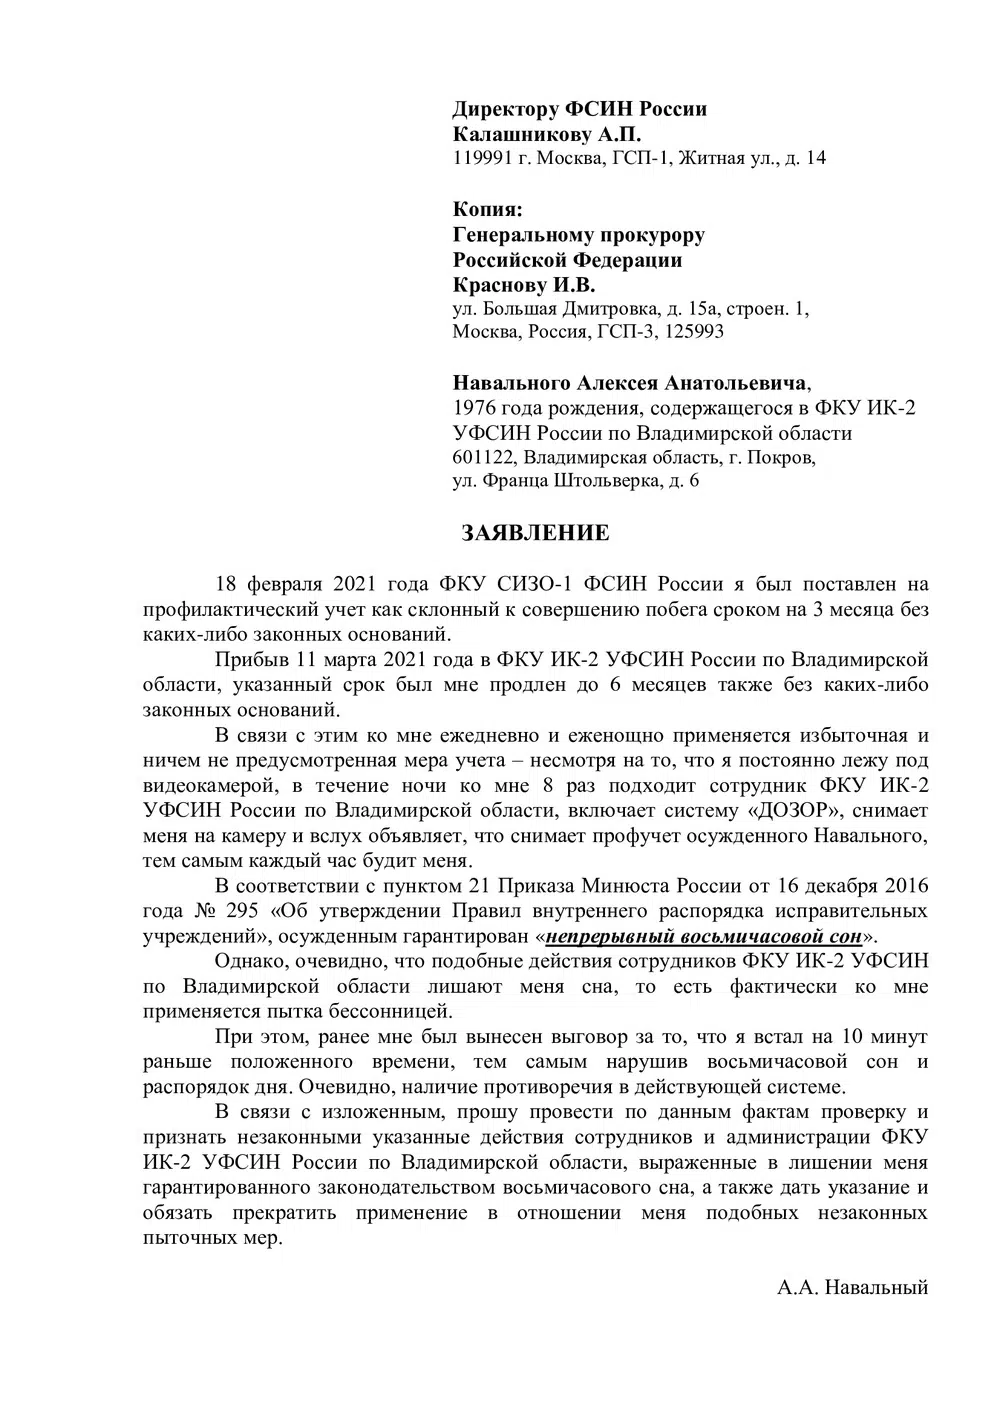 Директору ФСИН России
Калашникову А.П.
119991 г. Москва, ГСП-1, Житная ул., д. 14
Копия:
Генеральному прокурору
Российской Федерации
Краснову И.В.
ул. Большая Дмитровка, д. 15а, строен. 1,
Москва, Россия, ГСП-3, 125993
Навального Алексея Анатольевича,
1976 года рождения, содержащегося в ФКУ ИК-2
УФСИН России по Владимирской области
601122, Владимирская область, г. Покров,
ул. Франца Штольверка, д. 6
ЗАЯВЛЕНИЕ
18 февраля 2021 года ФКУ СИЗО-1 ФСИН России я был поставлен на
профилактический учет как склонный к совершению побега сроком на 3 месяца без
каких-либо законных оснований.
Прибыв 11 марта 2021 года в ФКУ ИК-2 УФСИН России по Владимирской
области, указанный срок был мне продлен до 6 месяцев также без каких-либо
законных оснований.
В связи с этим ко мне ежедневно и еженощно применяется избыточная и
ничем не предусмотренная мера учета – несмотря на то, что я постоянно лежу под
видеокамерой, в течение ночи ко мне 8 раз подходит сотрудник ФКУ ИК-2
УФСИН России по Владимирской области, включает систему «ДОЗОР», снимает
меня на камеру и вслух объявляет, что снимает профучет осужденного Навального,
тем самым каждый час будит меня.
В соответствии с пунктом 21 Приказа Минюста России от 16 декабря 2016
года № 295 «Об утверждении Правил внутреннего распорядка исправительных
учреждений», осужденным гарантирован «непрерывный восьмичасовой сон».
Однако, очевидно, что подобные действия сотрудников ФКУ ИК-2 УФСИН
по Владимирской области лишают меня сна, то есть фактически ко мне
применяется пытка бессонницей.
При этом, ранее мне был вынесен выговор за то, что я встал на 10 минут
раньше положенного времени, тем самым нарушив восьмичасовой сон и
распорядок дня. Очевидно, наличие противоречия в действующей системе.
В связи с изложенным, прошу провести по данным фактам проверку и
признать незаконными указанные действия сотрудников и администрации ФКУ
ИК-2 УФСИН России по Владимирской области, выраженные в лишении меня
гарантированного законодательством восьмичасового сна, а также дать указание и
обязать прекратить применение в отношении меня подобных незаконных
пыточных мер.
А.А. Навальный